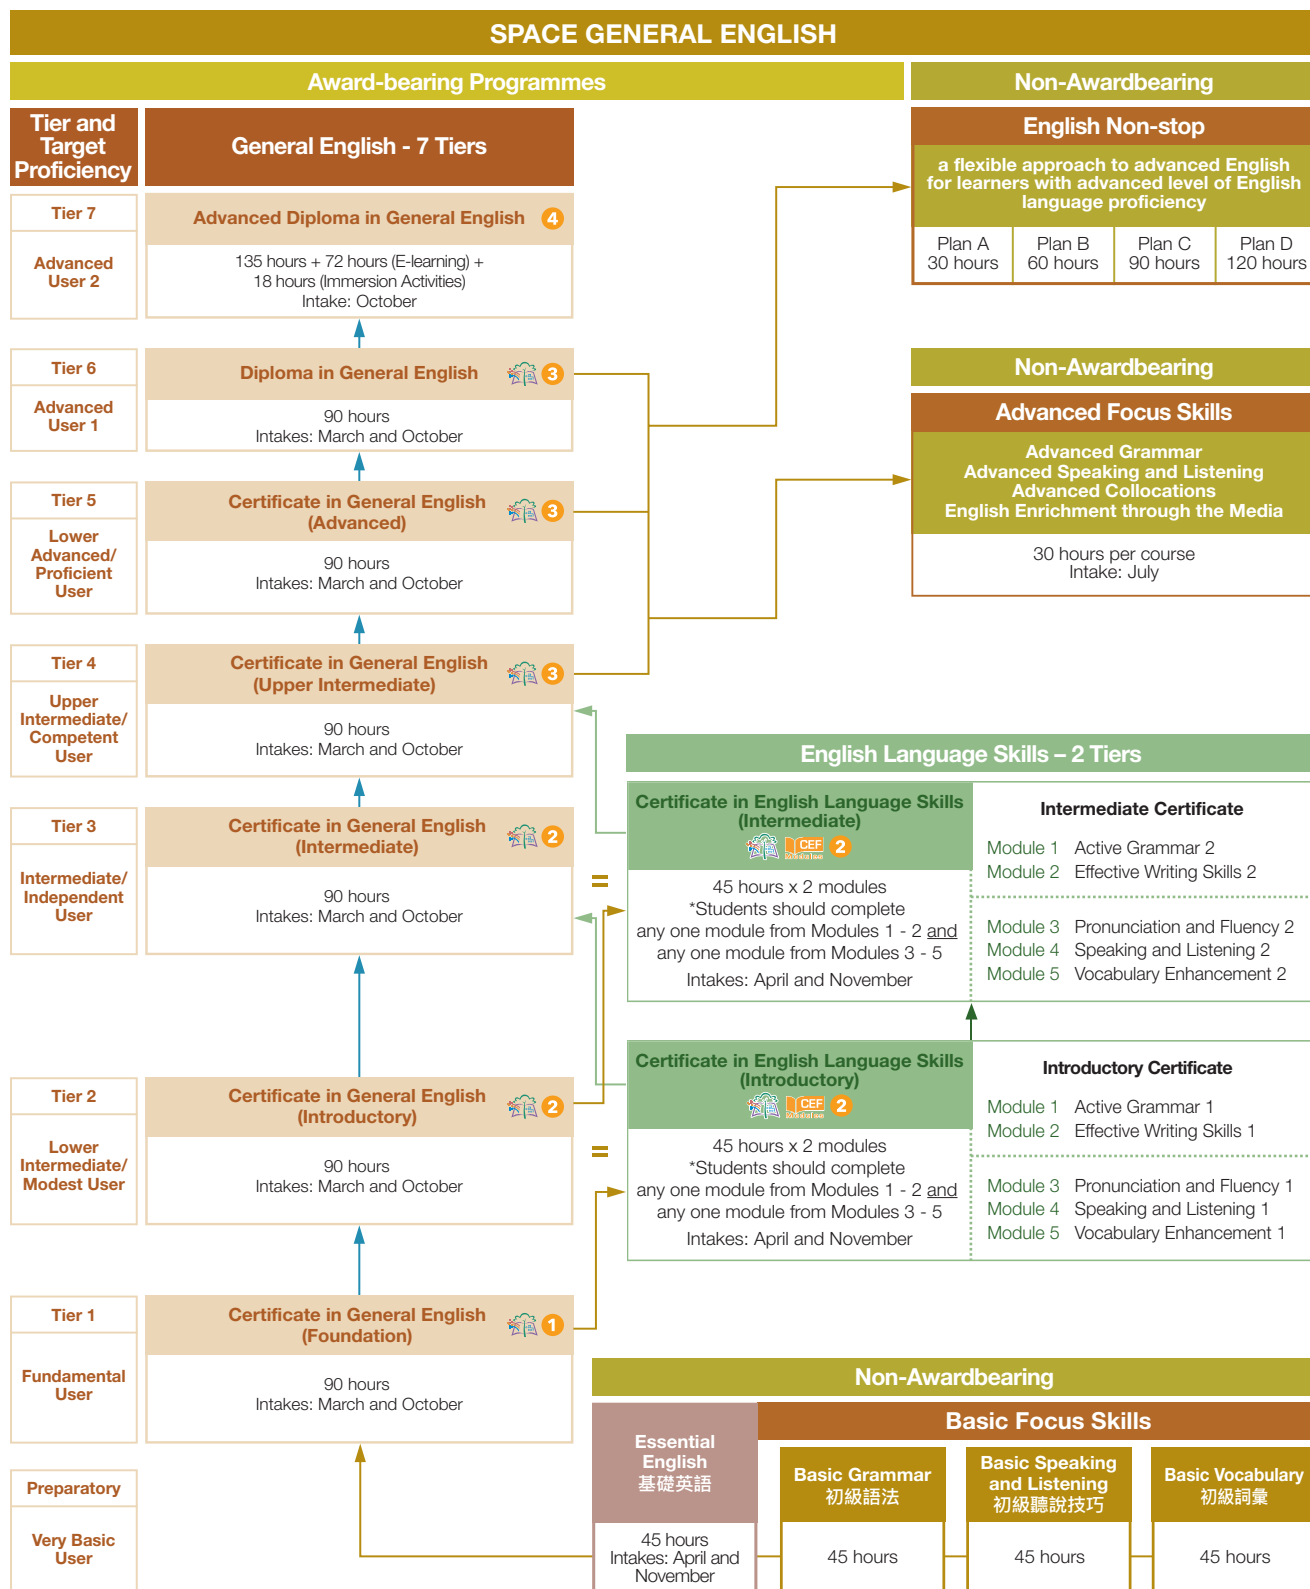 SPACE GENERAL ENGLISH
Award-bearing Programmes
Tier and
Target
Proficiency
General English - 7 Tiers
Tier 7
Advanced
User 2
Advanced Diploma in General English 4
135 hours + 72 hours (E-learning) +
18 hours (Immersion Activities)
Intake: October
Tier 6
Advanced
User 1
Diploma in General English 3
90 hours
Intakes: March and October
Tier 5
Lower
Advanced/
Proficient
User
Certificate in General English
(Advanced) 3
90 hours
Intakes: March and October
Tier 4
Upper
Intermediate/
Competent
User
Certificate in General English
(Upper Intermediate) 3
90 hours
Intakes: March and October
Tier 3
Intermediate/
Independent
User
Certificate in General English
(Intermediate) 2
90 hours
Intakes: March and October
Tier 2
Lower
Intermediate/
Modest User
Certificate in General English
(Introductory) 2
90 hours
Intakes: March and October
Tier 1
Fundamental
User
Certificate in General English
(Foundation) 1
90 hours
Intakes: March and October
Preparatory
Very Basic
User
Non-Awardbearing
English Non-stop
a flexible approach to advanced English
for learners with advanced level of English
language proficiency
Plan A
30 hours
Plan B
60 hours
Plan C
90 hours
Plan D
120 hours
Non-Awardbearing
Advanced Focus Skills
Advanced Grammar
Advanced Speaking and Listening
Advanced Collocations
English Enrichment through the Media
30 hours per course
Intake: July
English Language Skills – 2 Tiers
Certificate in English Language Skills
(Intermediate)
CEF
Modules
2
45 hours x 2 modules
*Students should complete
any one module from Modules 1 - 2 and
any one module from Modules 3 - 5
Intakes: April and November
Intermediate Certificate
Module 1 Active Grammar 2
Module 2 Effective Writing Skills 2
Module 3 Pronunciation and Fluency 2
Module 4 Speaking and Listening 2
Module 5 Vocabulary Enhancement 2
=
Certificate in English Language Skills
(Introductory)
CEF
Modules
2
45 hours x 2 modules
*Students should complete
any one module from Modules 1 - 2 and
any one module from Modules 3 - 5
Intakes: April and November
Introductory Certificate
Module 1 Active Grammar 1
Module 2 Effective Writing Skills 1
Module 3 Pronunciation and Fluency 1
Module 4 Speaking and Listening 1
Module 5 Vocabulary Enhancement 1
=
Non-Awardbearing
Essential
English
基礎英語
45 hours
Intakes: April and
November
Basic Focus Skills
Basic Grammar
初級語法
45 hours
Basic Speaking
and Listening
初級聽說技巧
45 hours
Basic Vocabulary
初級詞彙
45 hours